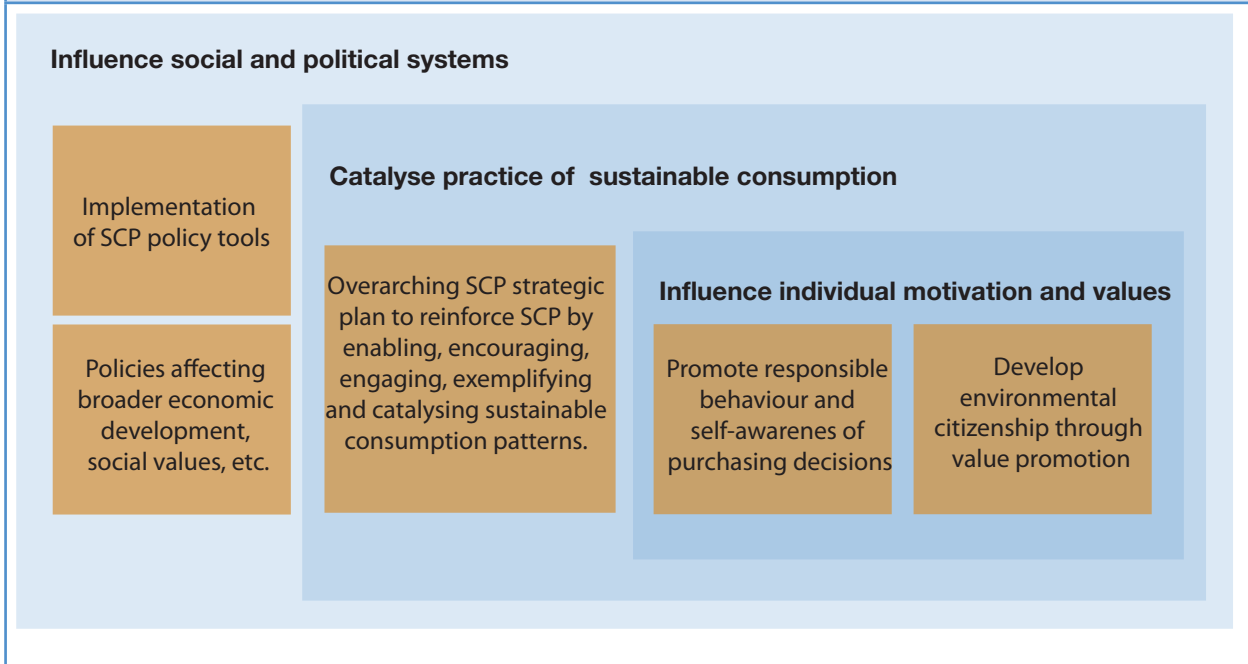 Influence social and political systems
Implementation
of SCP policy tools
Policies affecting
broader economic
development,
social values, etc.
Catalyse practice of sustainable consumption
Overarching SCP strategic
plan to reinforce SCP by
enabling, encouraging,
engaging, exemplifying
and catalysing sustainable
consumption patterns.
Influence individual motivation and values
Promote responsible
behaviour and
self-awarenes of
purchasing decisions
Develop
environmental
citizenship through
value promotion